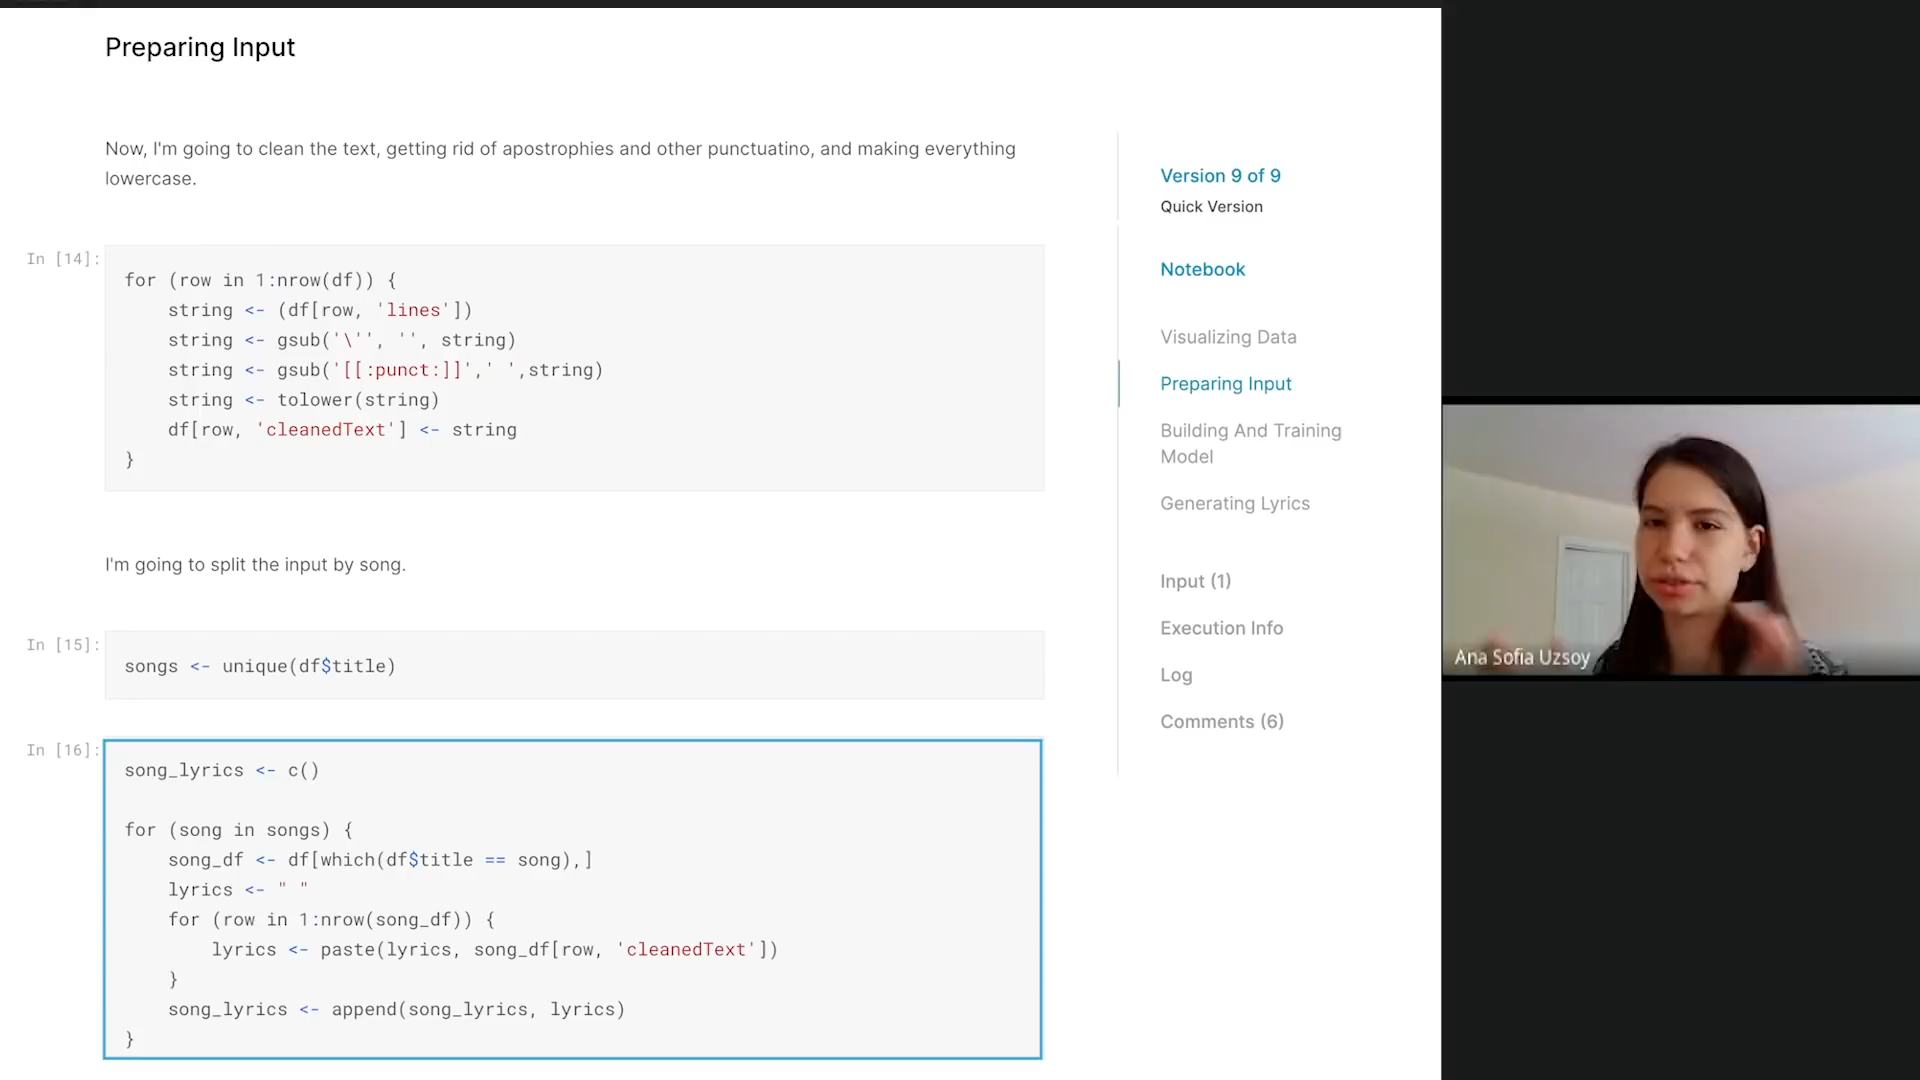 Preparing Input
Now, I'm going to clean the text, getting rid of apostrophies and other punctuatino, and making everything
lowercase.
In [14]:
for (row in 1:nrow(df)) {
    string <- (df[row, 'lines'])
    string <- gsub('\'', '', string)
    string <- gsub('[[:punct:]]',' ',string)
    string <- tolower(string)
    df[row, 'cleanedText'] <- string
}
I'm going to split the input by song.
In [15]:
songs <- unique(df$title)
In [16]:
song_lyrics <- c()
for (song in songs) {
    song_df <- df[which(df$title == song),]
    lyrics <- " "
    for (row in 1:nrow(song_df)) {
        lyrics <- paste(lyrics, song_df[row, 'cleanedText'])
    }
    song_lyrics <- append(song_lyrics, lyrics)
}
Version 9 of 9
Quick Version
Notebook
Visualizing Data
Preparing Input
Building And Training
Model
Generating Lyrics
Input (1)
Execution Info
Log
Comments (6)
Ana Sofia Uzsoy